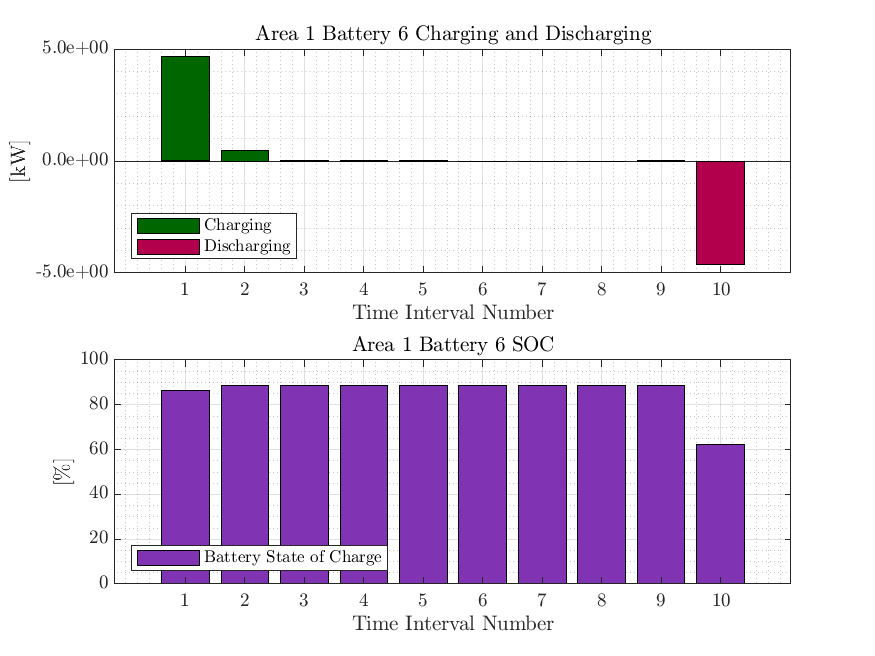 Area 1 Battery 6 Charging and Discharging
5.0e+00
0.0e+00
-5.0e+00
[kW]
Charging
Discharging
1 2 3 4 5 6 7 8 9 10
Time Interval Number
Area 1 Battery 6 SOC
100
80
60
40
20
0
[%]
Battery State of Charge
1 2 3 4 5 6 7 8 9 10
Time Interval Number